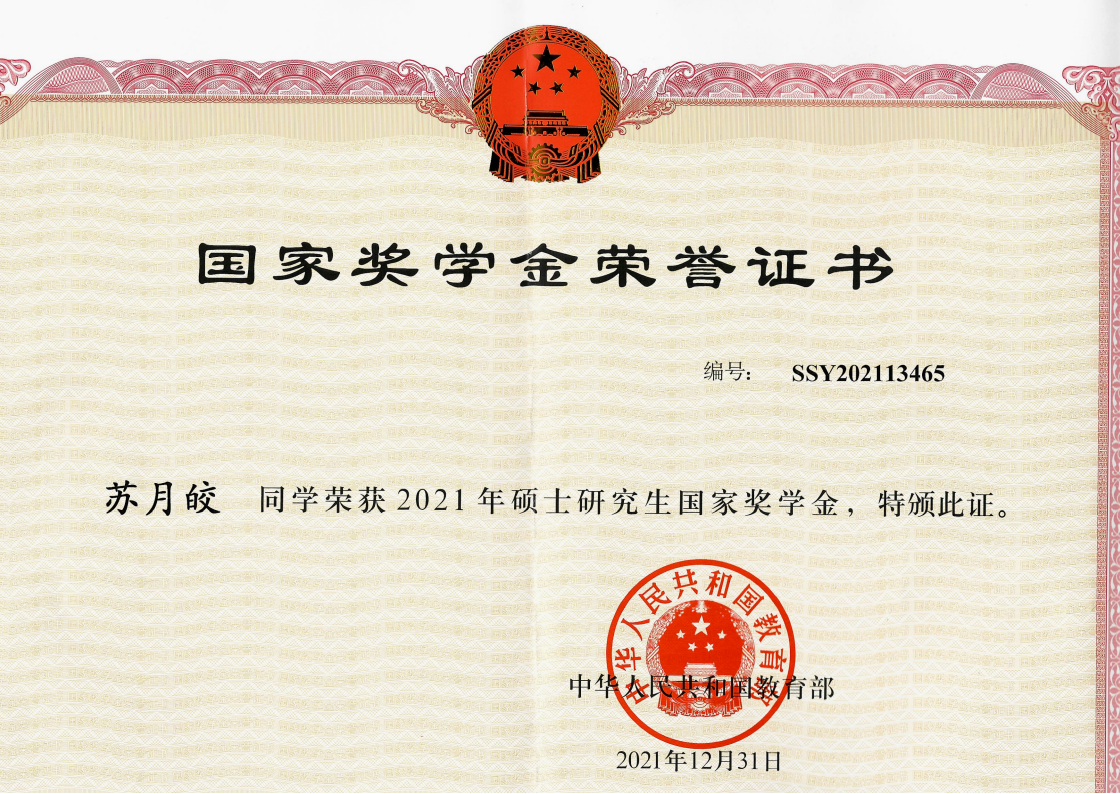 国家奖学金荣誉证书
编号： SSY202113465
苏月皎 同学荣获2021年硕士研究生国家奖学金，特颁此证。
中华人民共和国教育部
中华人民共和国教育部
2021年12月31日